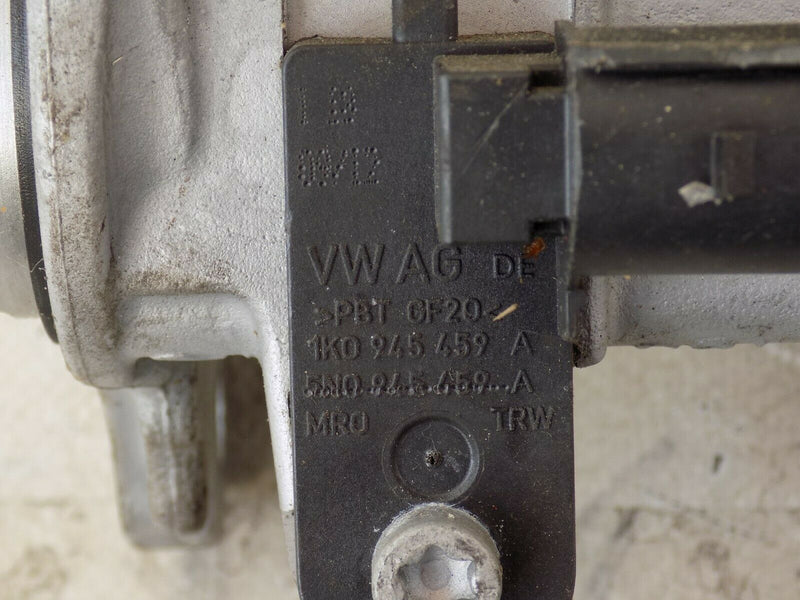 VW AG DE
>PBT GF20<
1K0 945 459 A
5N0 945 459 A
MRO TRW